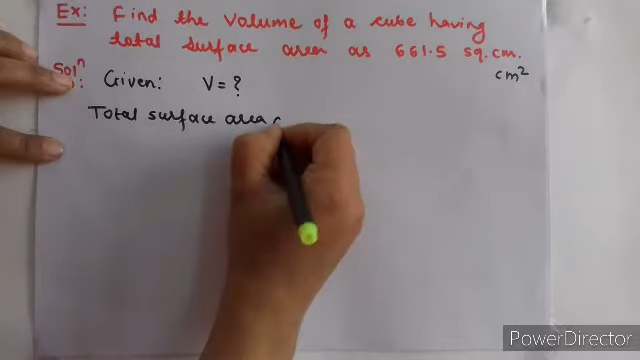 Ex: Find the volume of a cube having
total surface area as 661.5 sq.cm.
cm²
Solⁿ: Given: V = ?
Total surface area
PowerDirector